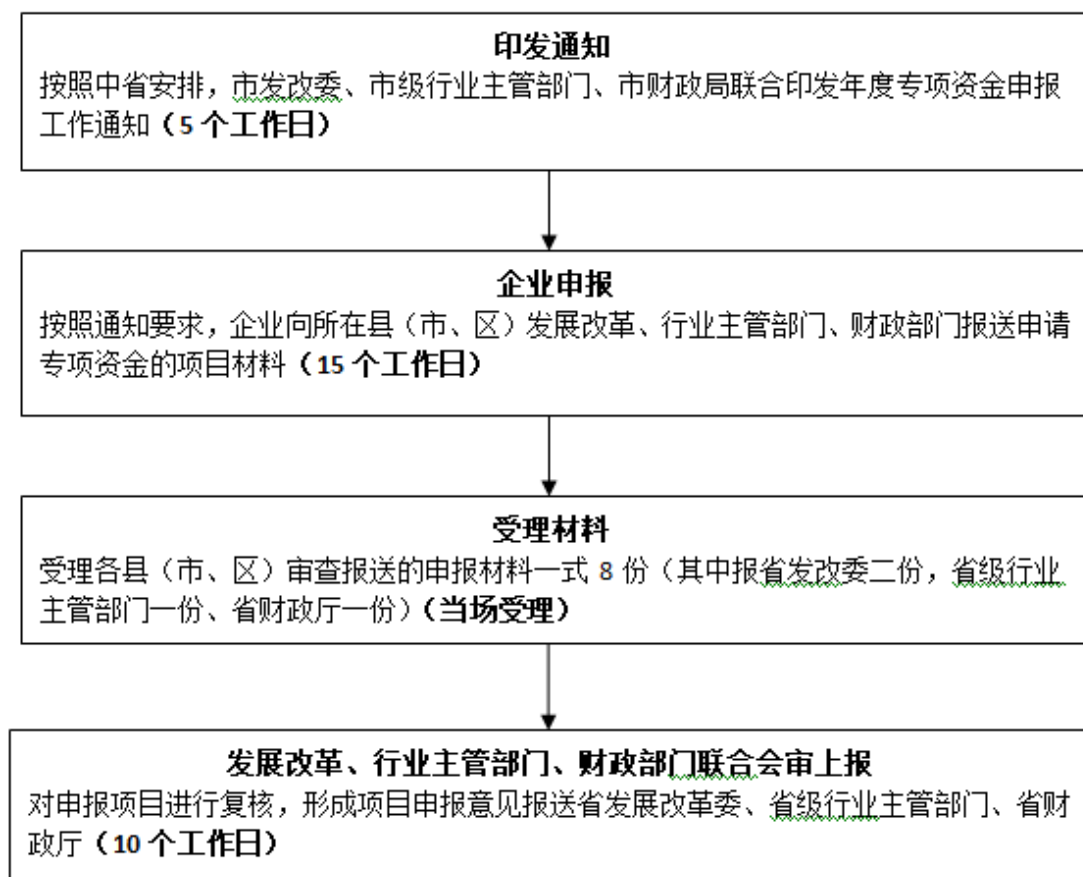 印发通知
按照中省安排，市发改委、市级行业主管部门、市财政局联合印发年度专项资金申报
工作通知（5 个工作日）
企业申报
按照通知要求，企业向所在县（市、区）发展改革、行业主管部门、财政部门报送申请
专项资金的项目材料（15 个工作日）
受理材料
受理各县（市、区）审查报送的申报材料一式 8 份（其中报省发改委二份，省级行业
主管部门一份、省财政厅一份）（当场受理）
发展改革、行业主管部门、财政部门联合会审上报
对申报项目进行复核，形成项目申报意见报送省发展改革委、省级行业主管部门、省财
政厅（10 个工作日）